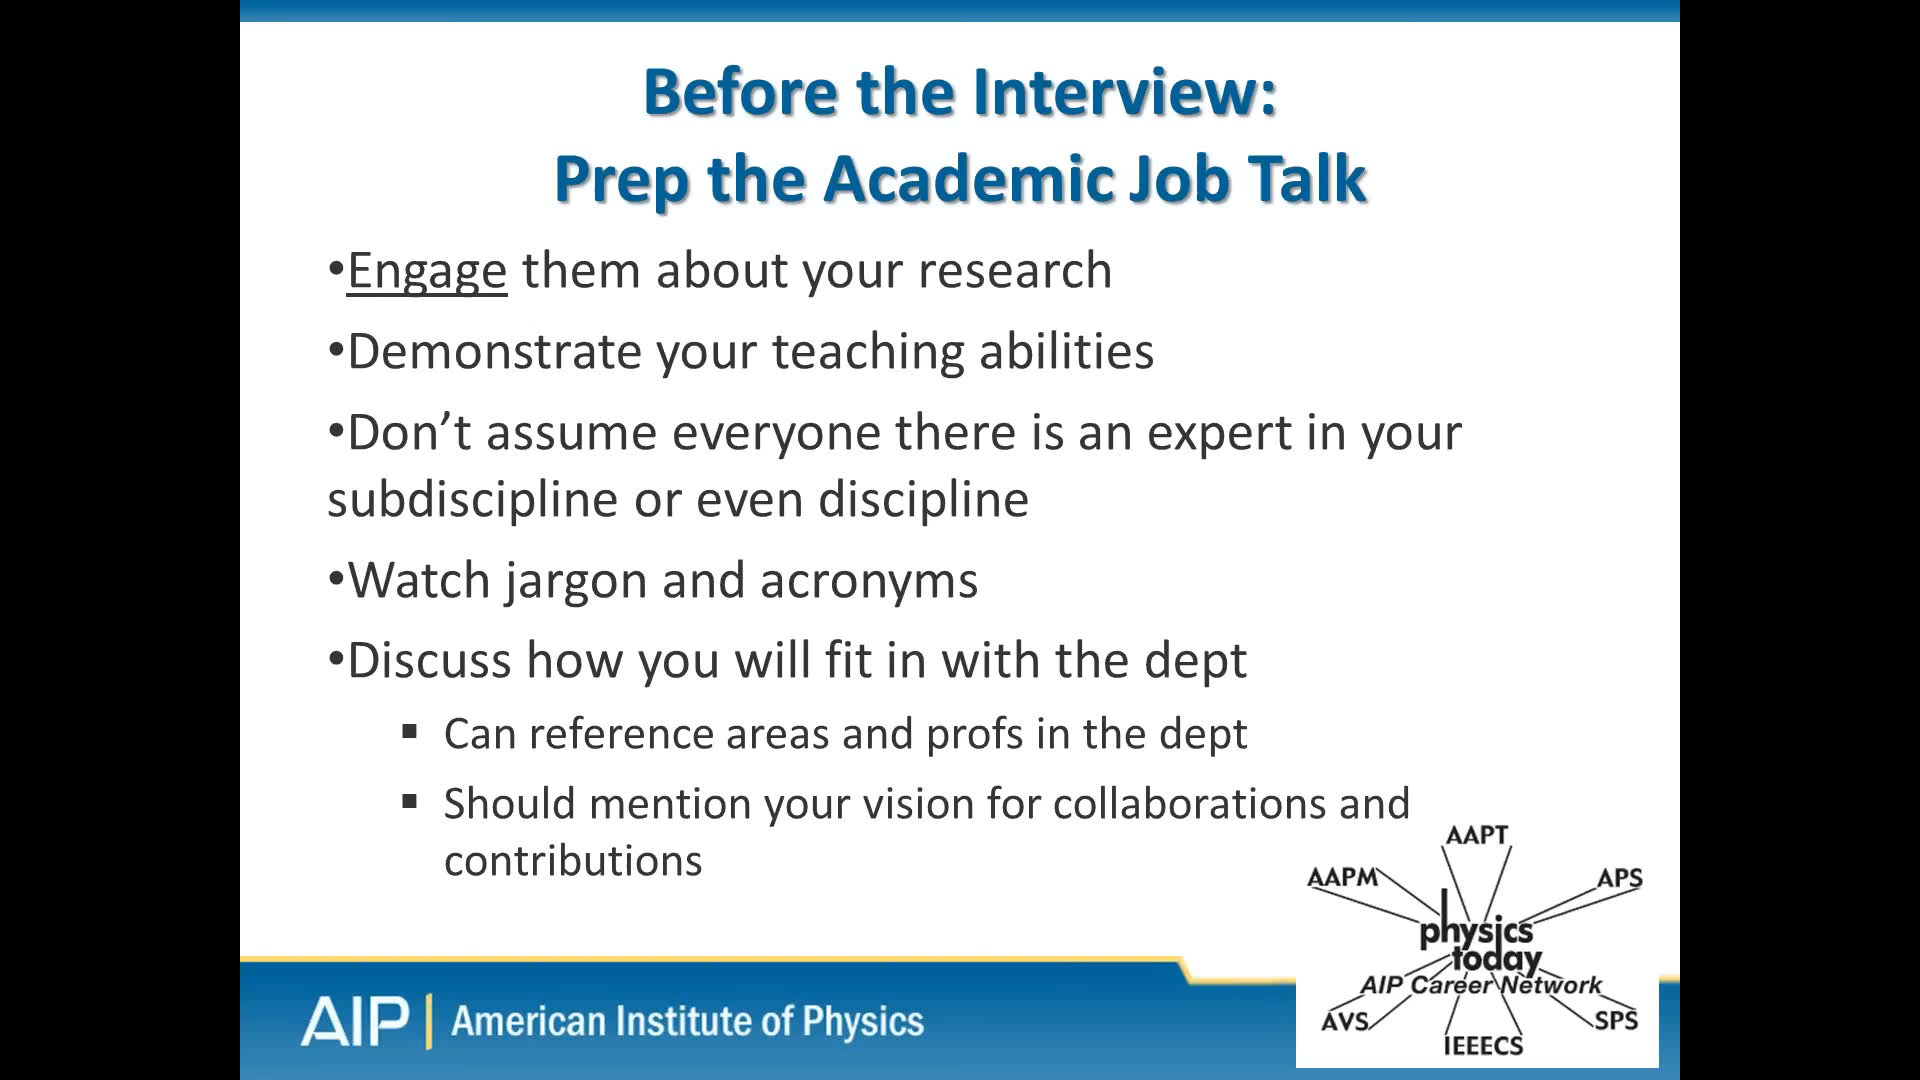 Before the Interview:
Prep the Academic Job Talk
•Engage them about your research
•Demonstrate your teaching abilities
•Don’t assume everyone there is an expert in your
subdiscipline or even discipline
•Watch jargon and acronyms
•Discuss how you will fit in with the dept
▪ Can reference areas and profs in the dept
▪ Should mention your vision for collaborations and
contributions
AAPT
AAPM
APS
physics
today
AIP Career Network
AVS
SPS
IEEECS
AIP | American Institute of Physics